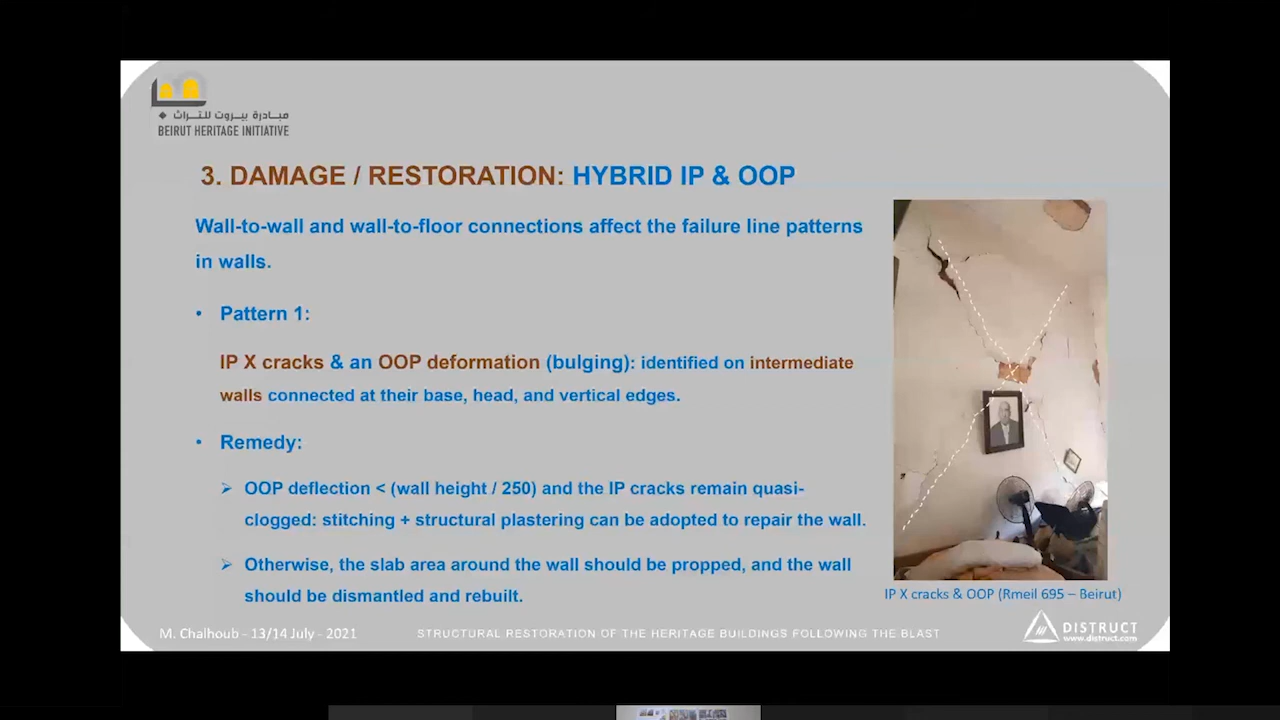 مبادرة بيروت للتراث
BEIRUT HERITAGE INITIATIVE
3. DAMAGE / RESTORATION: HYBRID IP & OOP
Wall-to-wall and wall-to-floor connections affect the failure line patterns
in walls.
• Pattern 1:
IP X cracks & an OOP deformation (bulging): identified on intermediate
walls connected at their base, head, and vertical edges.
• Remedy:
➢ OOP deflection < (wall height / 250) and the IP cracks remain quasi-
clogged: stitching + structural plastering can be adopted to repair the wall.
➢ Otherwise, the slab area around the wall should be propped, and the wall
should be dismantled and rebuilt.
IP X cracks & OOP (Rmeil 695 – Beirut)
M. Chalhoub - 13/14 July - 2021
STRUCTURAL RESTORATION OF THE HERITAGE BUILDINGS FOLLOWING THE BLAST
DISTRUCT
www.distruct.com